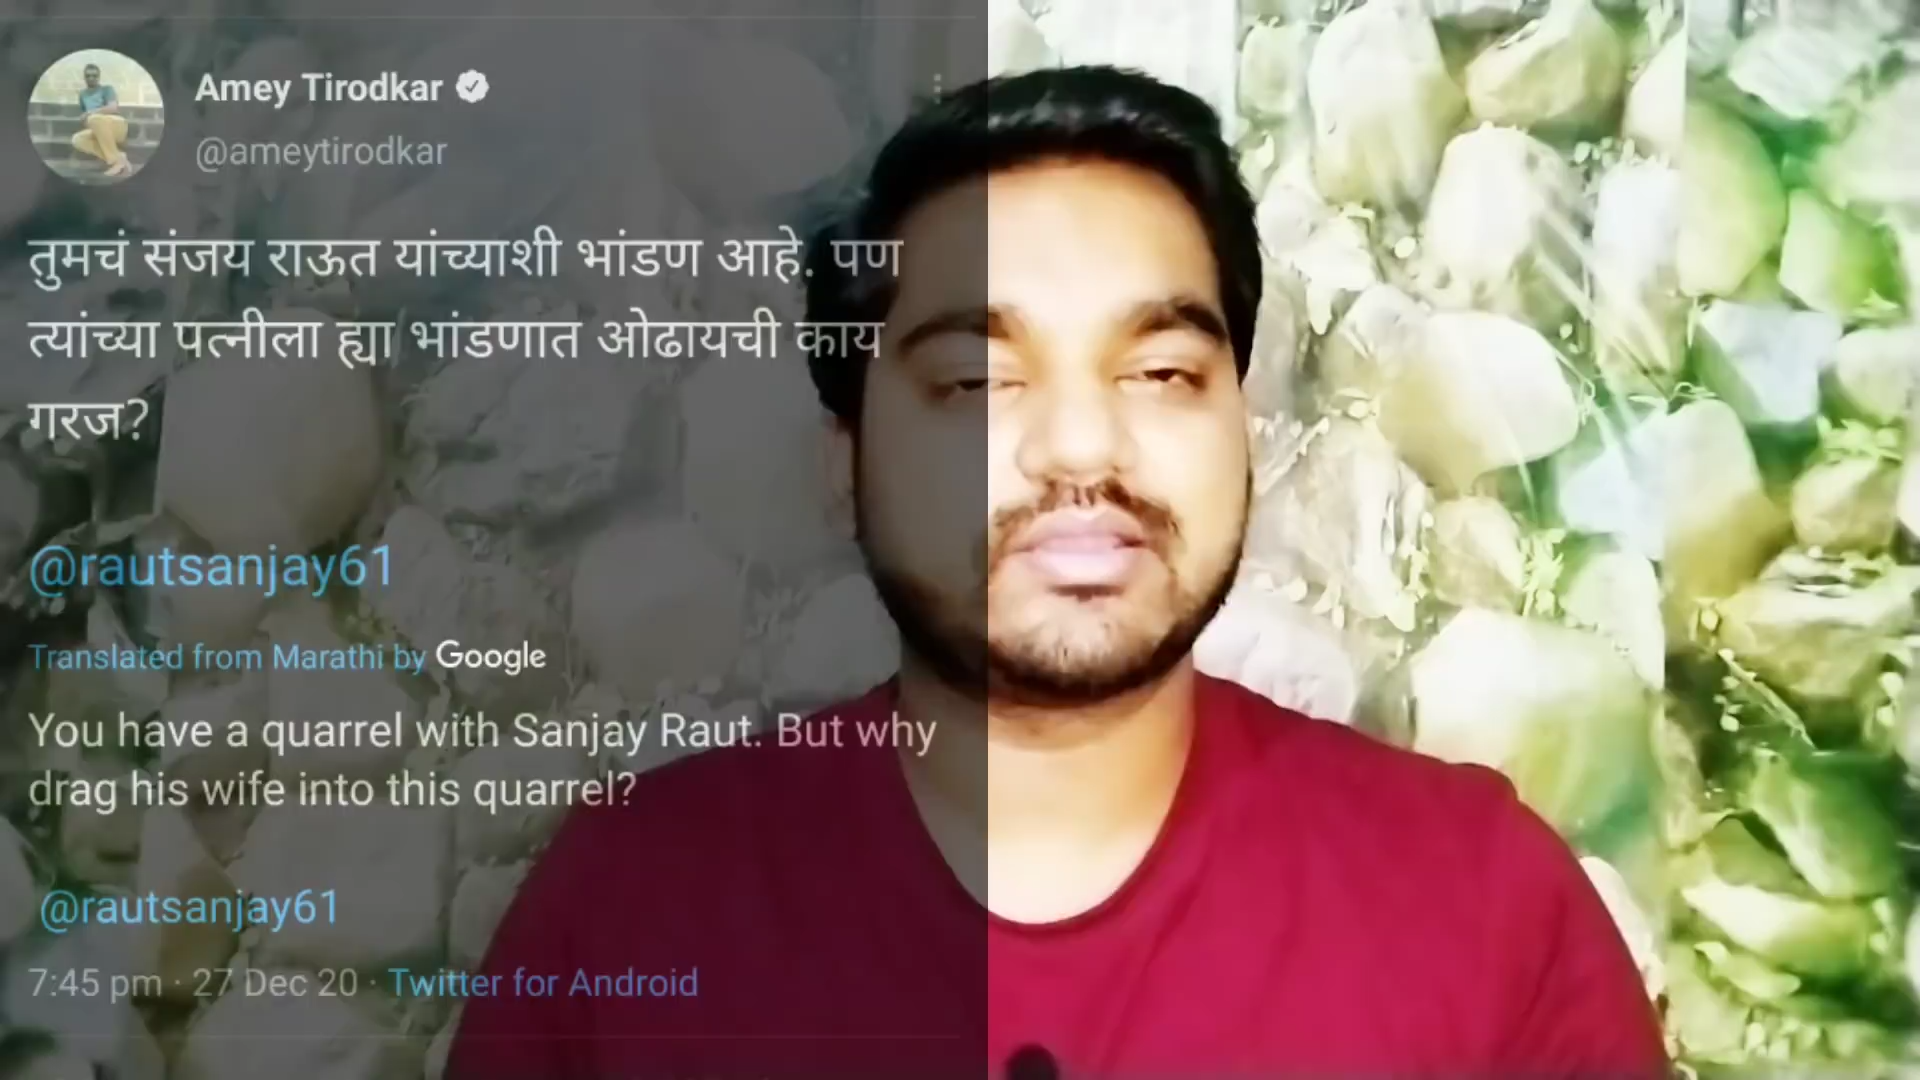 Amey Tirodkar
@ameytirodkar
तुमचं संजय राऊत यांच्याशी भांडण आहे. पण
त्यांच्या पत्नीला ह्या भांडणात ओढायची काय
गरज?
@rautsanjay61
Translated from Marathi by Google
You have a quarrel with Sanjay Raut. But why
drag his wife into this quarrel?
@rautsanjay61
7:45 pm · 27 Dec 20 · Twitter for Android